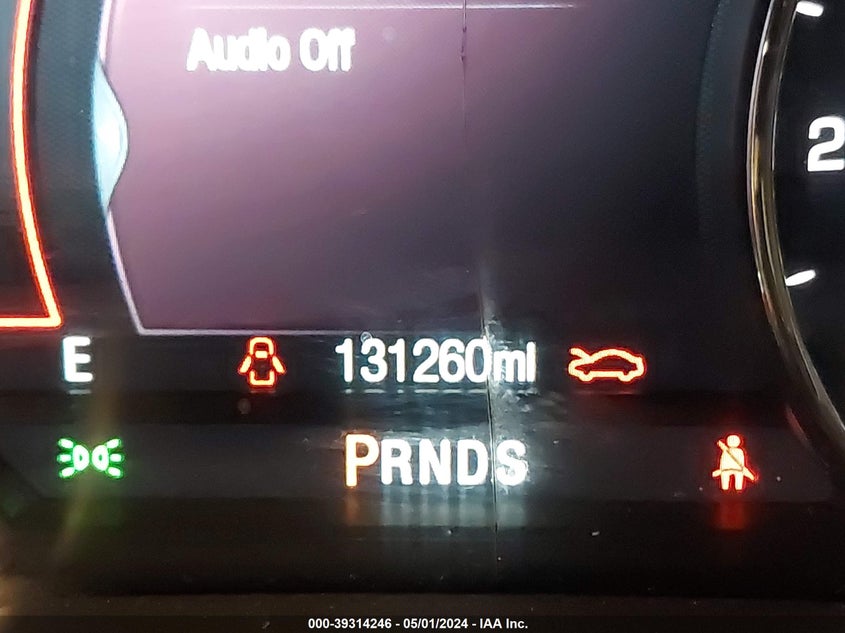 Audio Off
2
E 131260mi
PRNDS
000-39314246 - 05/01/2024 - IAA Inc.